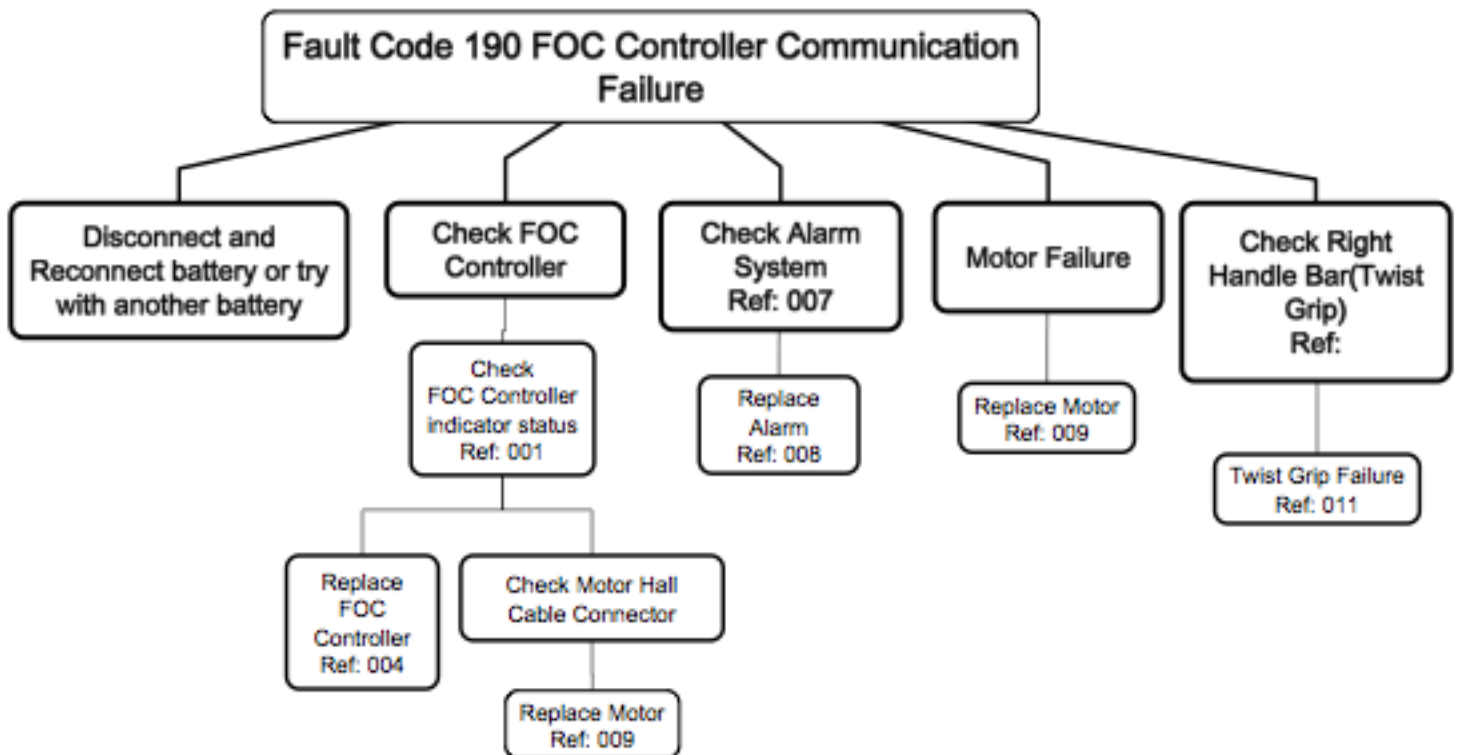 Fault Code 190 FOC Controller Communication
Failure
Disconnect and
Reconnect battery or try
with another battery
Check FOC
Controller
Check Alarm
System
Ref: 007
Motor Failure
Check Right
Handle Bar(Twist
Grip)
Ref:
Check
FOC Controller
indicator status
Ref: 001
Replace
Alarm
Ref: 008
Replace Motor
Ref: 009
Twist Grip Failure
Ref: 011
Replace
FOC
Controller
Ref: 004
Check Motor Hall
Cable Connector
Replace Motor
Ref: 009